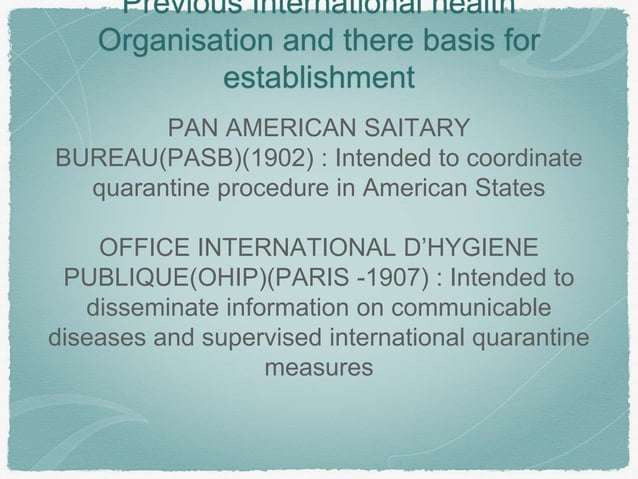 Previous International health
Organisation and there basis for
establishment
PAN AMERICAN SAITARY
BUREAU(PASB)(1902) : Intended to coordinate
quarantine procedure in American States
OFFICE INTERNATIONAL D’HYGIENE
PUBLIQUE(OHIP)(PARIS -1907) : Intended to
disseminate information on communicable
diseases and supervised international quarantine
measures